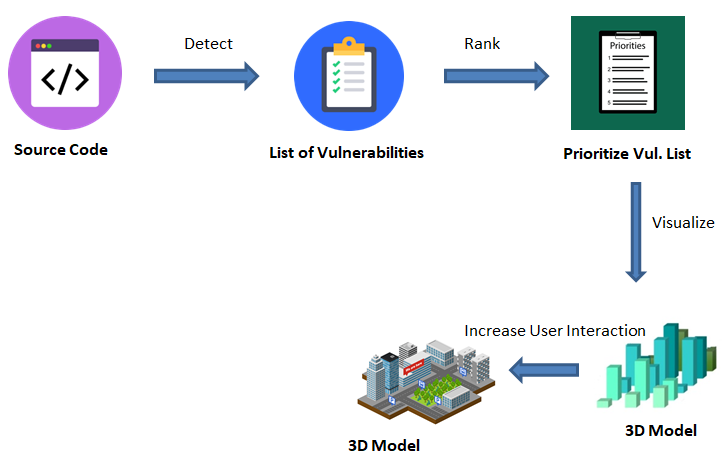 Detect
Rank
Priorities
1
2
3
4
5
Source Code
List of Vulnerabilities
Prioritize Vul. List
Visualize
Increase User Interaction
3D Model
3D Model